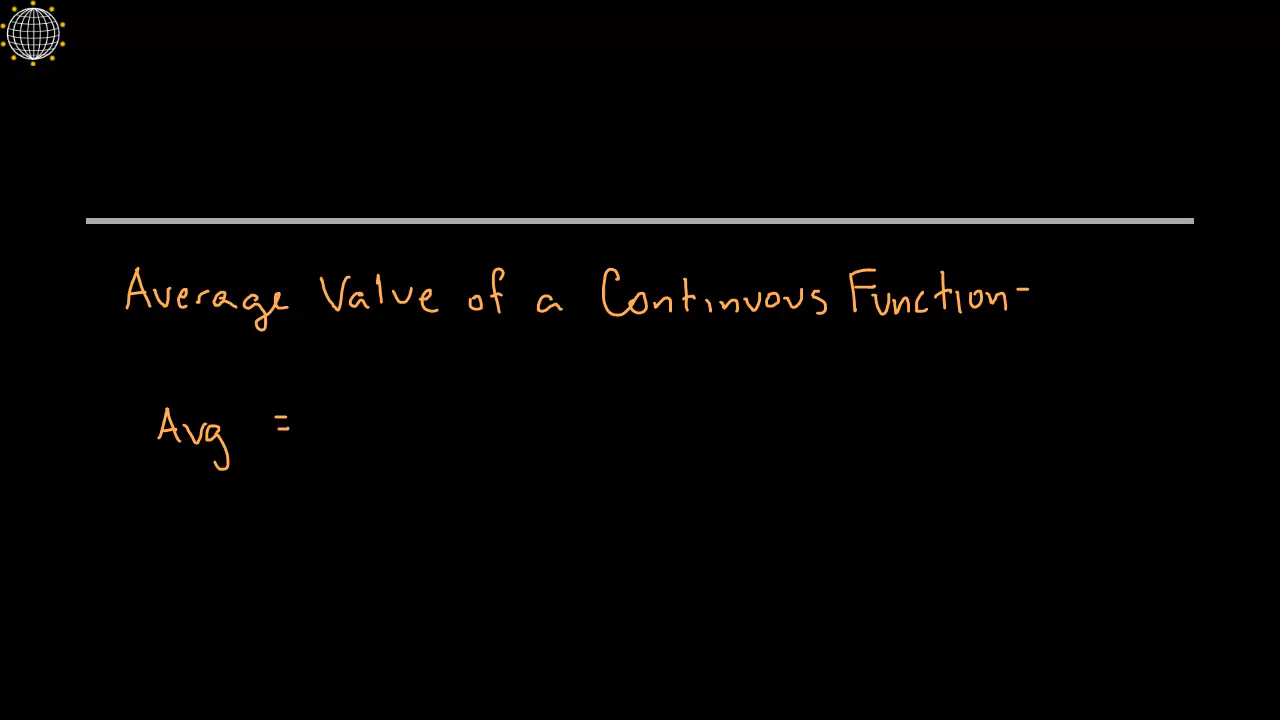 Average Value of a Continuous Function-
Avg =